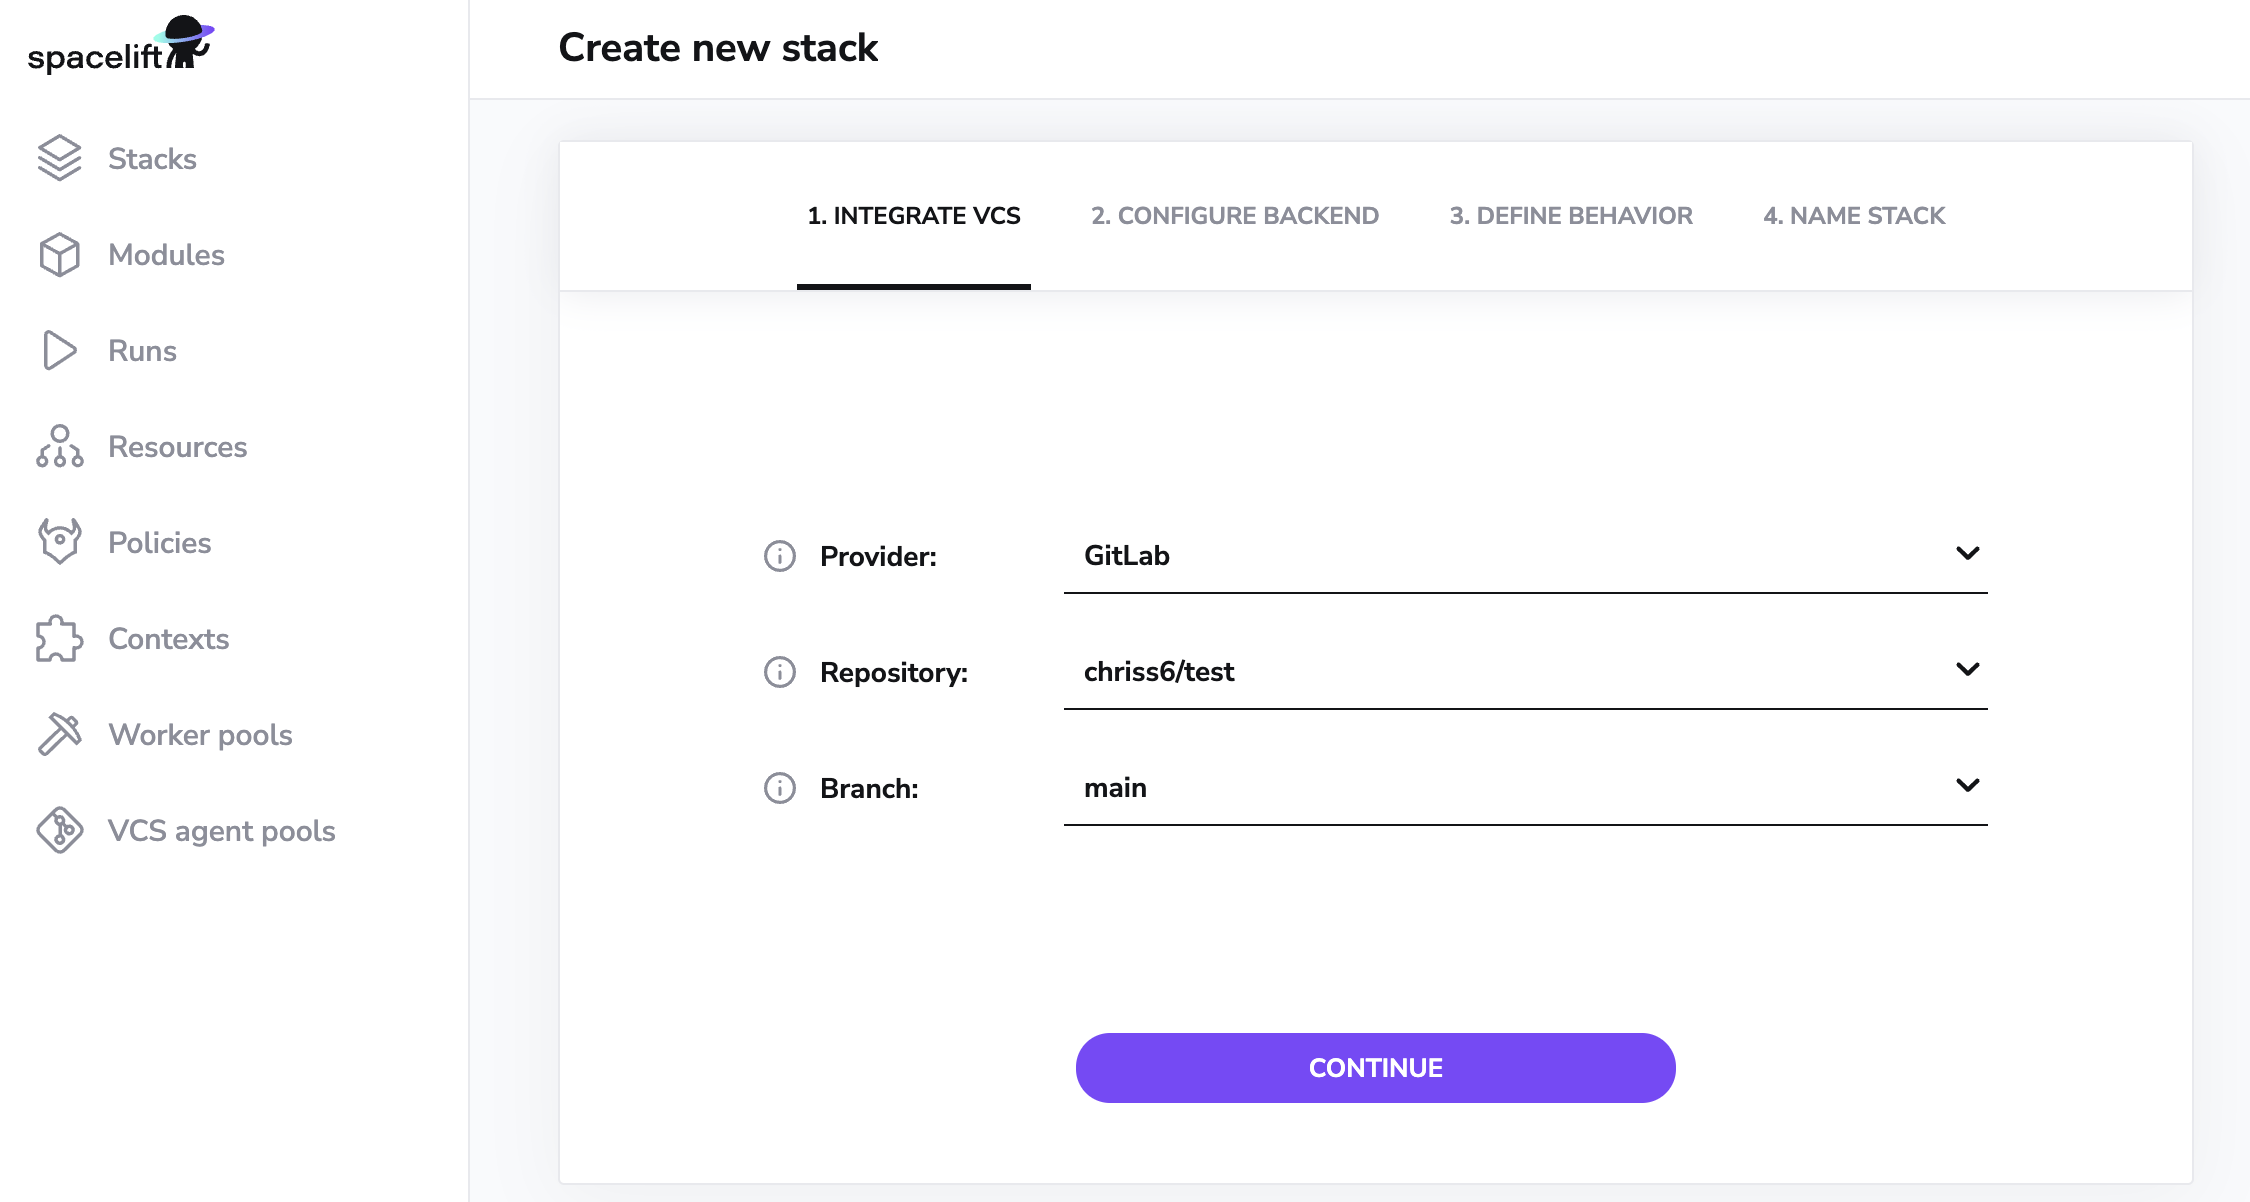 spacelift
Stacks
Modules
Runs
Resources
Policies
Contexts
Worker pools
VCS agent pools
Create new stack
1. INTEGRATE VCS
2. CONFIGURE BACKEND
3. DEFINE BEHAVIOR
4. NAME STACK
Provider: GitLab
Repository: chriss6/test
Branch: main
CONTINUE